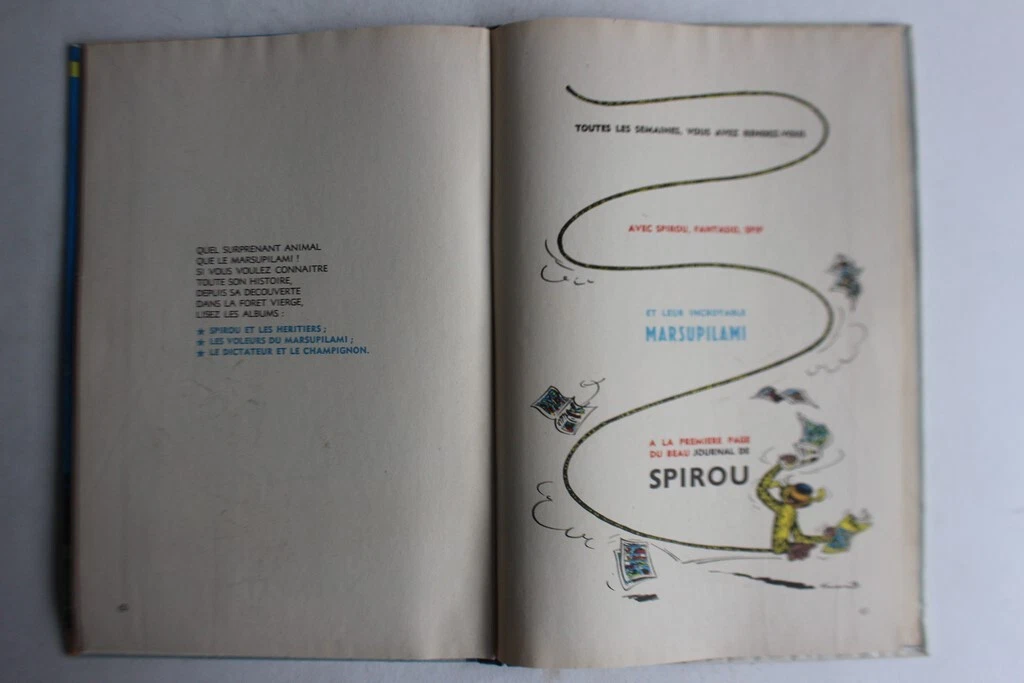 QUEL SURPRENANT ANIMAL
QUE LE MARSUPILAMI !
SI VOUS VOULEZ CONNAITRE
TOUTE SON HISTOIRE,
DEPUIS SA DECOUVERTE
DANS LA FORET VIERGE,
LISEZ LES ALBUMS :
★ SPIROU ET LES HERITIERS ;
★ LES VOLEURS DU MARSUPILAMI ;
★ LE DICTATEUR ET LE CHAMPIGNON.
TOUTES LES SEMAINES, VOUS AVEZ RENDEZ-VOUS
AVEC SPIROU, FANTASIO, SPIP
ET LEUR INCROYABLE
MARSUPILAMI
A LA PREMIERE PAGE
DU BEAU JOURNAL DE
SPIROU